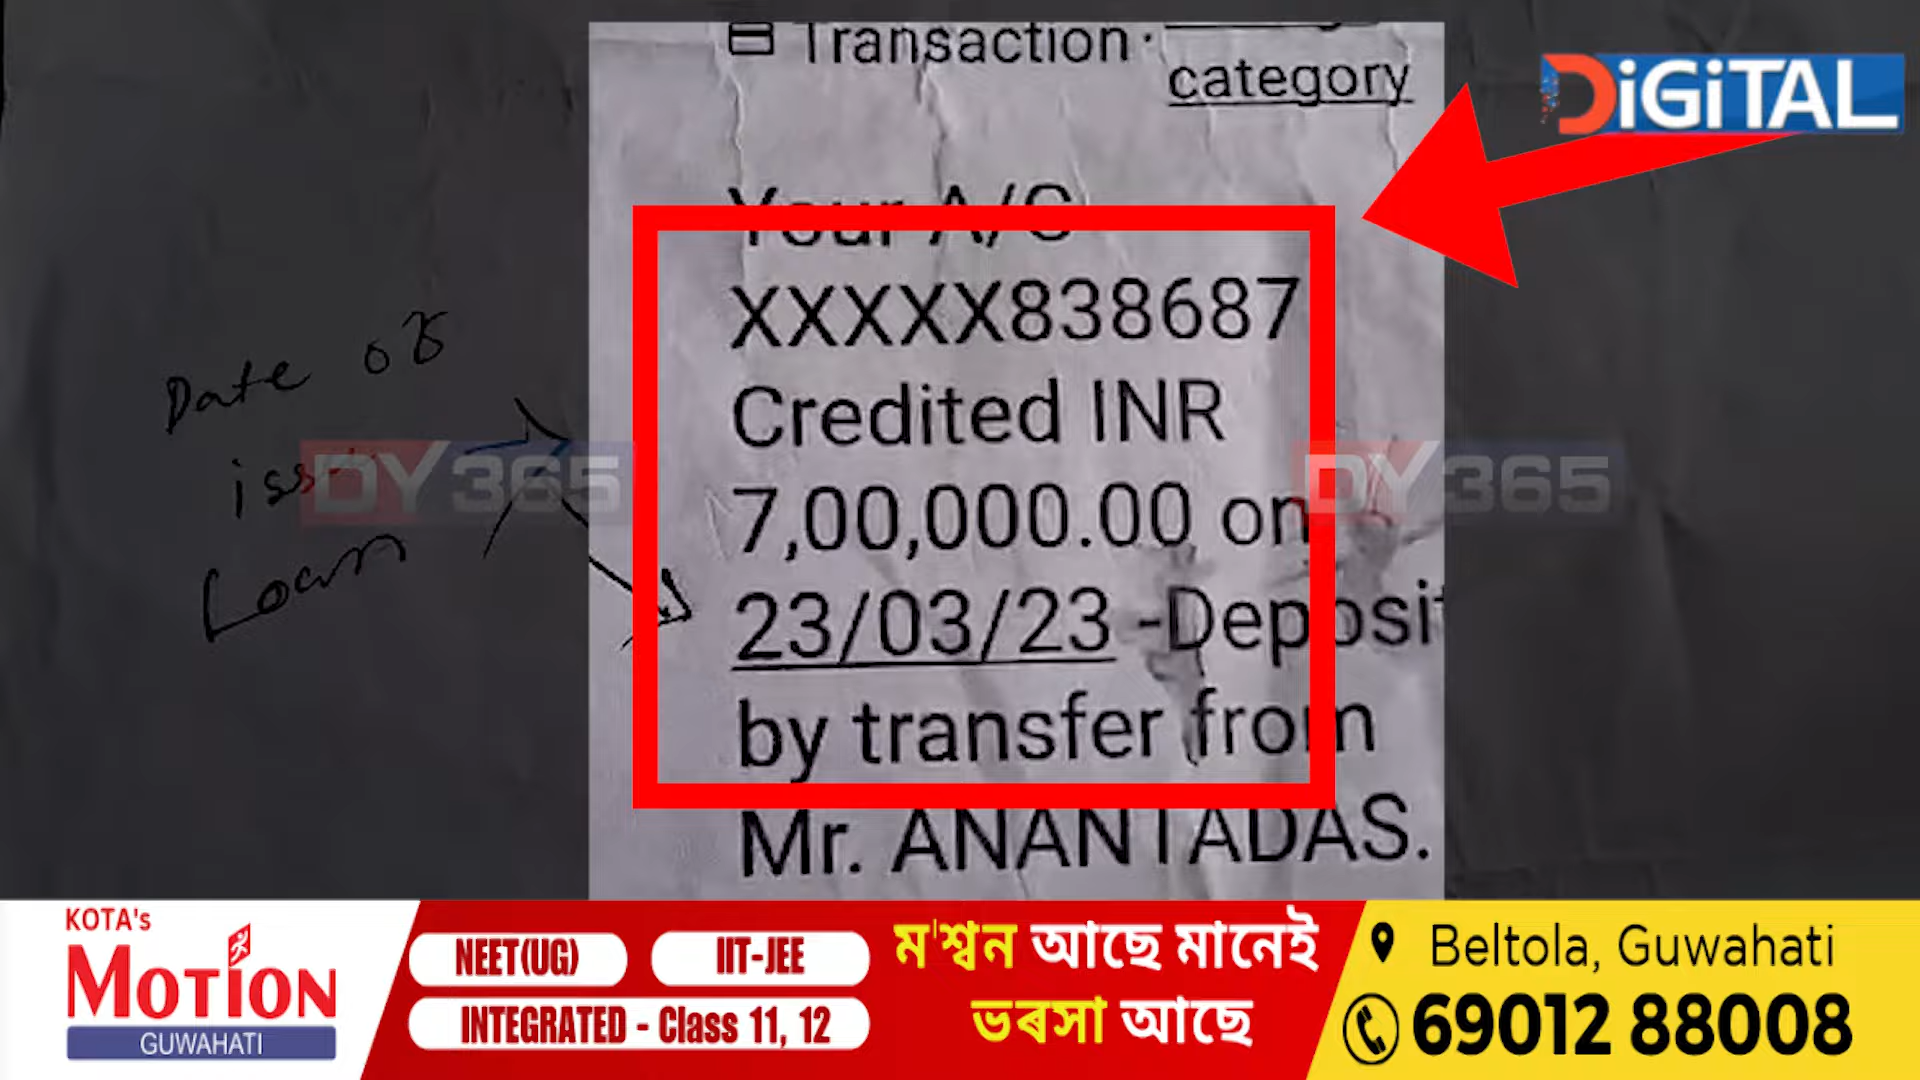 Transaction ·
category
DiGiTAL
Your A/C
XXXXX838687
Credited INR
7,00,000.00 on
23/03/23 -Deposit
by transfer from
Mr. ANANTADAS.
Date of
Loan
DY365
DY365
KOTA's
MOTION
GUWAHATI
NEET(UG)
IIT-JEE
INTEGRATED - Class 11, 12
ম'শ্বন আছে মানেই
ভৰসা আছে
Beltola, Guwahati
69012 88008